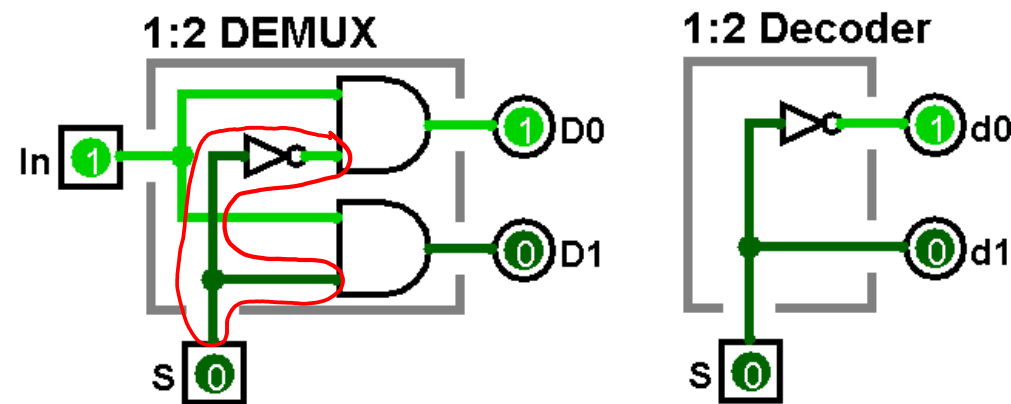 1:2 DEMUX
In 1
1 D0
0 D1
S 0
1:2 Decoder
1 d0
0 d1
S 0